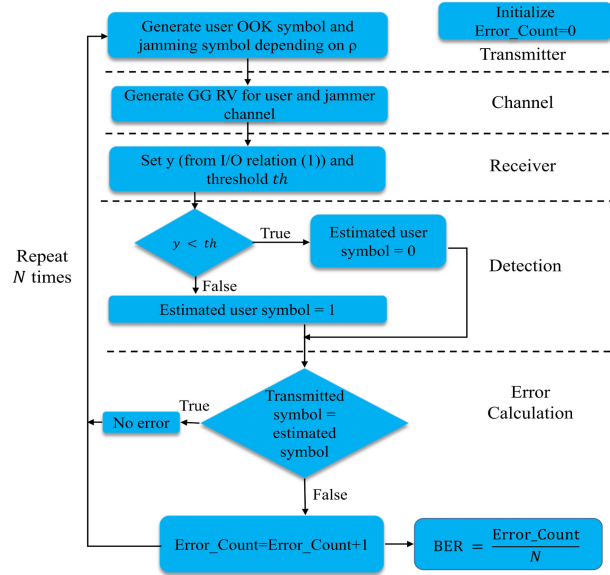 Generate user OOK symbol and
jamming symbol depending on ρ
Initialize
Error_Count=0
Transmitter
Generate GG RV for user and jammer
channel
Channel
Set y (from I/O relation (1)) and
threshold th
Receiver
y < th
True
Estimated user
symbol = 0
False
Estimated user symbol = 1
Detection
Repeat
N times
Transmitted
symbol =
estimated
symbol
True
No error
False
Error
Calculation
Error_Count=Error_Count+1
BER = Error_Count
N